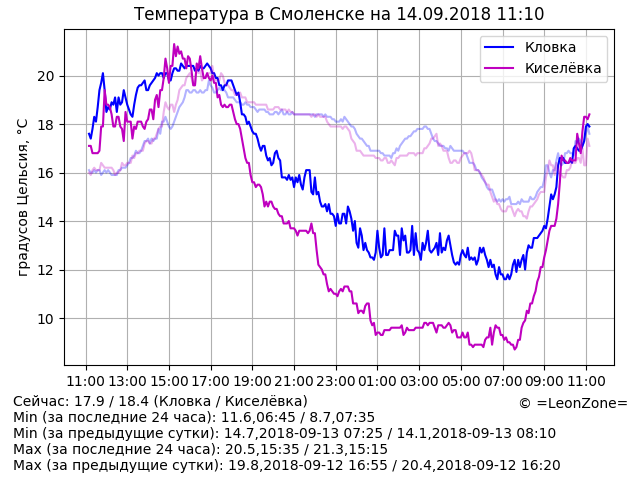 Температура в Смоленске на 14.09.2018 11:10
Кловка
Киселёвка
градусов Цельсия, °C
20
18
16
14
12
10
11:00 13:00 15:00 17:00 19:00 21:00 23:00 01:00 03:00 05:00 07:00 09:00 11:00
Сейчас: 17.9 / 18.4 (Кловка / Киселёвка)
© =LeonZone=
Min (за последние 24 часа): 11.6,06:45 / 8.7,07:35
Min (за предыдущие сутки): 14.7,2018-09-13 07:25 / 14.1,2018-09-13 08:10
Max (за последние 24 часа): 20.5,15:35 / 21.3,15:15
Max (за предыдущие сутки): 19.8,2018-09-12 16:55 / 20.4,2018-09-12 16:20